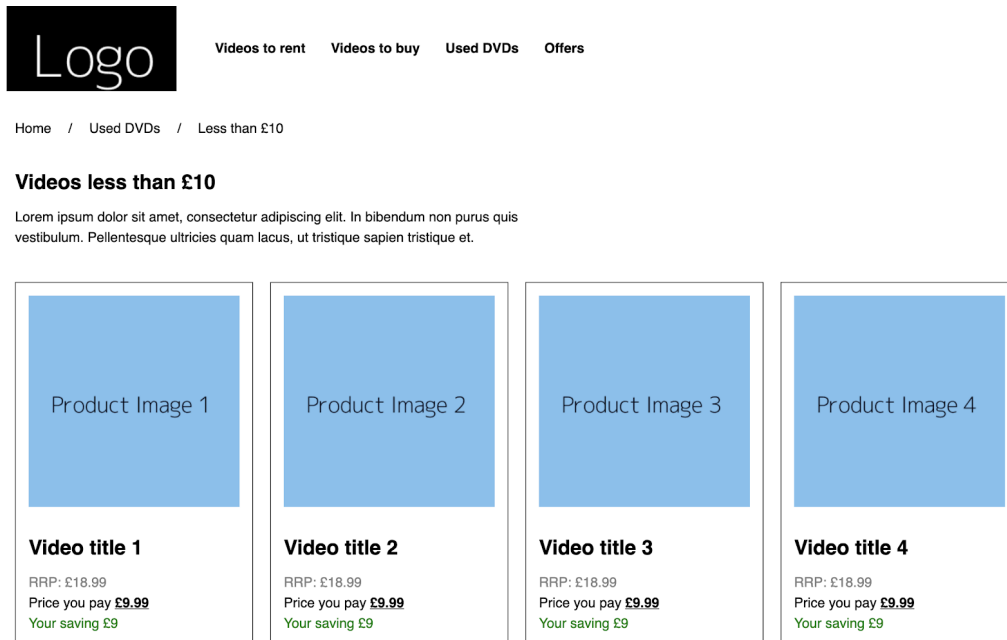 Logo
Videos to rent Videos to buy Used DVDs Offers
Home / Used DVDs / Less than £10
Videos less than £10
Lorem ipsum dolor sit amet, consectetur adipiscing elit. In bibendum non purus quis
vestibulum. Pellentesque ultricies quam lacus, ut tristique sapien tristique et.
Product Image 1
Video title 1
RRP: £18.99
Price you pay £9.99
Your saving £9
Product Image 2
Video title 2
RRP: £18.99
Price you pay £9.99
Your saving £9
Product Image 3
Video title 3
RRP: £18.99
Price you pay £9.99
Your saving £9
Product Image 4
Video title 4
RRP: £18.99
Price you pay £9.99
Your saving £9